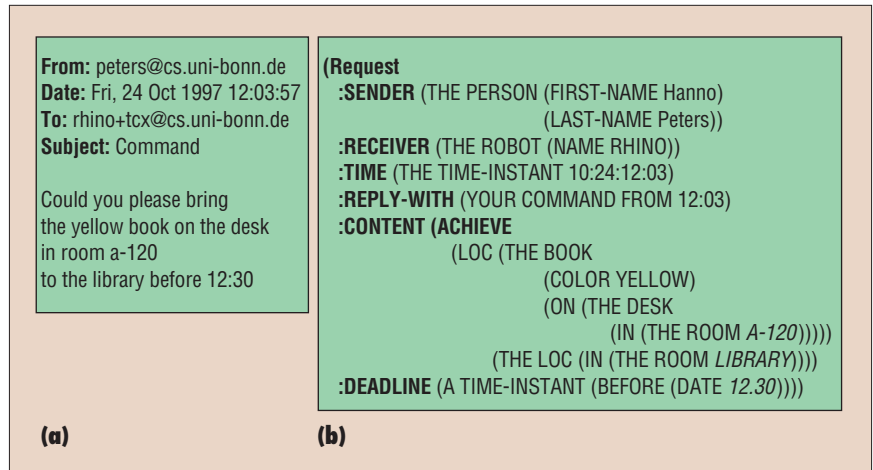 From: peters@cs.uni-bonn.de
Date: Fri, 24 Oct 1997 12:03:57
To: rhino+tcx@cs.uni-bonn.de
Subject: Command
Could you please bring
the yellow book on the desk
in room a-120
to the library before 12:30
(a)
(Request
:SENDER (THE PERSON (FIRST-NAME Hanno)
(LAST-NAME Peters))
:RECEIVER (THE ROBOT (NAME RHINO))
:TIME (THE TIME-INSTANT 10:24:12:03)
:REPLY-WITH (YOUR COMMAND FROM 12:03)
:CONTENT (ACHIEVE
(LOC (THE BOOK
(COLOR YELLOW)
(ON (THE DESK
(IN (THE ROOM A-120)))))
(THE LOC (IN (THE ROOM LIBRARY))))
:DEADLINE (A TIME-INSTANT (BEFORE (DATE 12.30))))
(b)